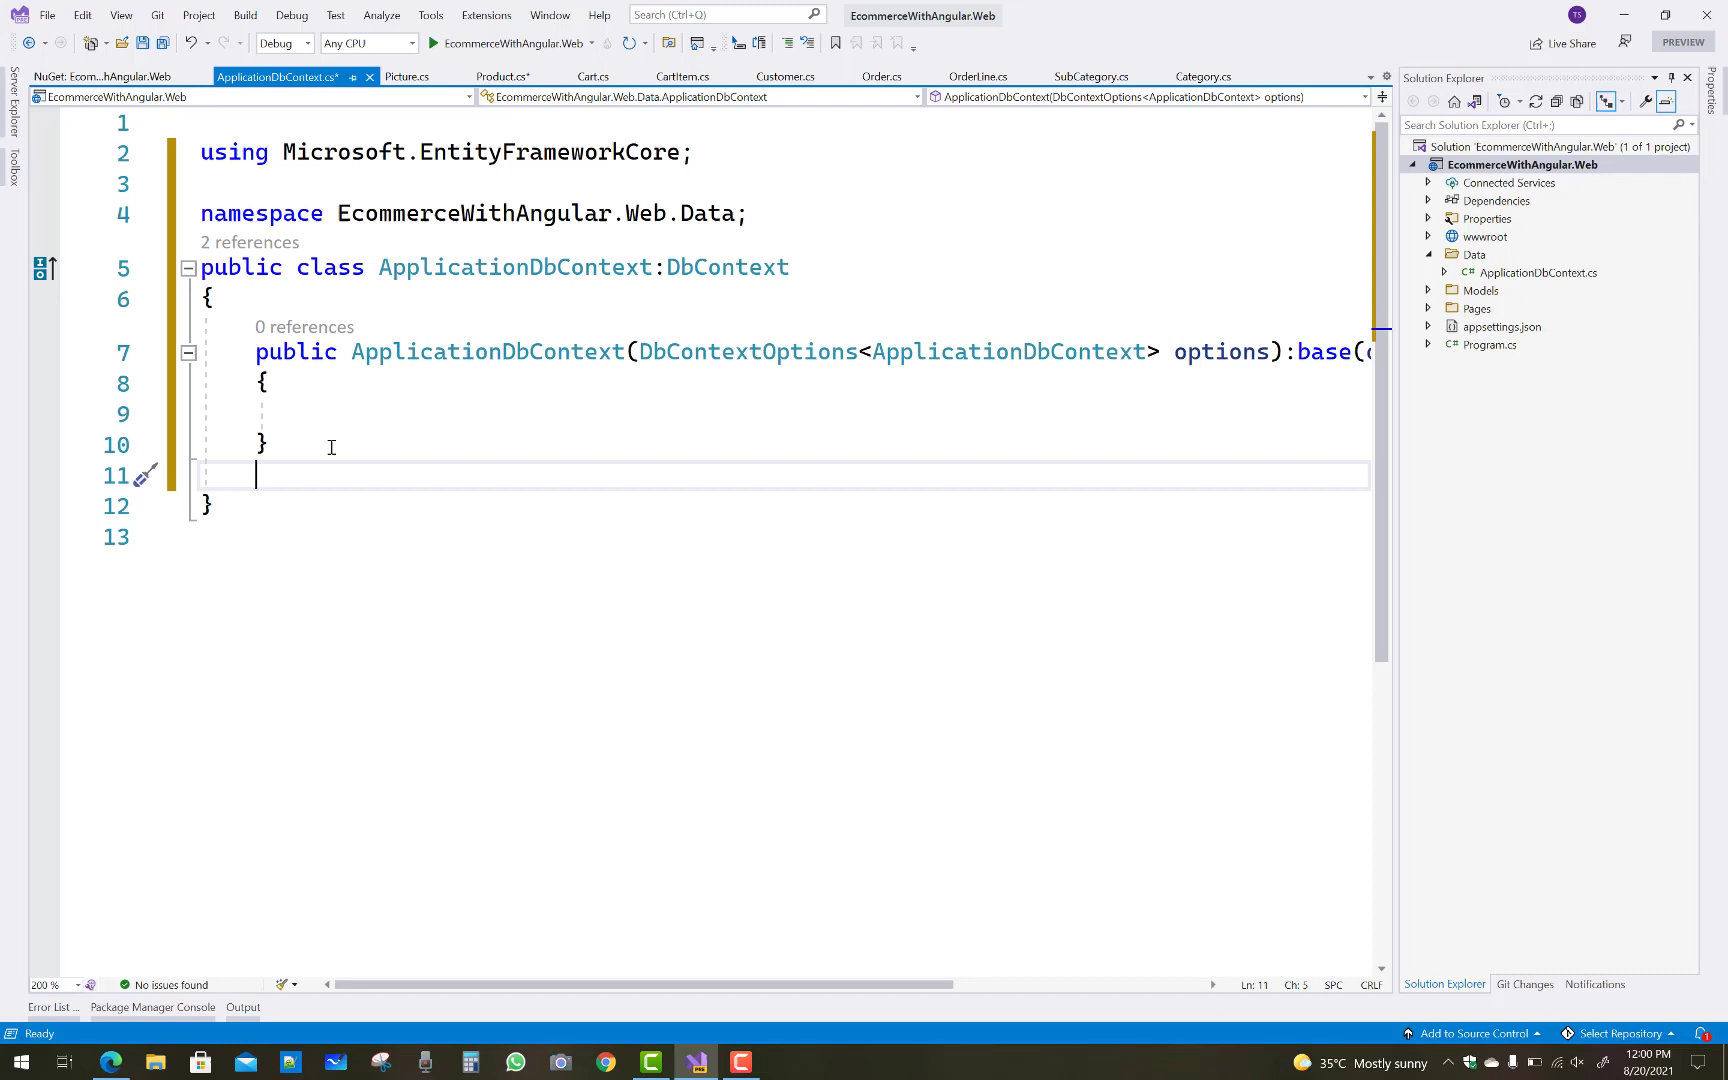 File Edit View Git Project Build Debug Test Analyze Tools Extensions Window Help Search (Ctrl+Q) EcommerceWithAngular.Web TS
Debug Any CPU EcommerceWithAngular.Web Live Share PREVIEW
NuGet: Ecom...hAngular.Web ApplicationDbContext.cs* Picture.cs Product.cs* Cart.cs CartItem.cs Customer.cs Order.cs OrderLine.cs SubCategory.cs Category.cs
EcommerceWithAngular.Web EcommerceWithAngular.Web.Data.ApplicationDbContext ApplicationDbContext(DbContextOptions<ApplicationDbContext> options)
Server Explorer
Toolbox
1
2 using Microsoft.EntityFrameworkCore;
3
4 namespace EcommerceWithAngular.Web.Data;
2 references
5 public class ApplicationDbContext:DbContext
6 {
0 references
7 public ApplicationDbContext(DbContextOptions<ApplicationDbContext> options):base(
8 {
9
10 }
11
12 }
13
200 % No issues found Ln: 11 Ch: 5 SPC CRLF
Solution Explorer
Search Solution Explorer (Ctrl+;)
Solution 'EcommerceWithAngular.Web' (1 of 1 project)
EcommerceWithAngular.Web
Connected Services
Dependencies
Properties
wwwroot
Data
C# ApplicationDbContext.cs
Models
Pages
appsettings.json
C# Program.cs
Solution Explorer Git Changes Notifications
Properties
Error List ... Package Manager Console Output
Ready Add to Source Control Select Repository 1
35°C Mostly sunny 12:00 PM
8/20/2021